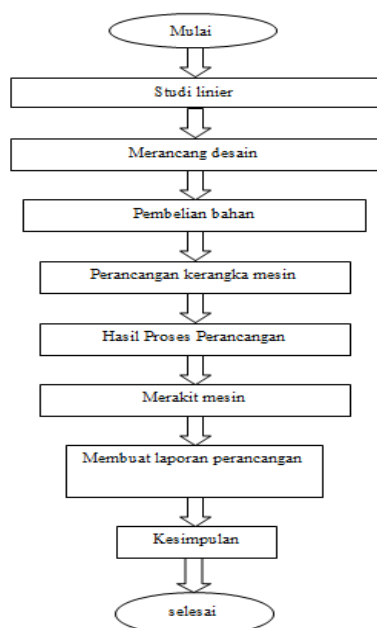 Mulai
Studi linier
Merancang desain
Pembelian bahan
Perancangan kerangka mesin
Hasil Proses Perancangan
Merakit mesin
Membuat laporan perancangan
Kesimpulan
selesai